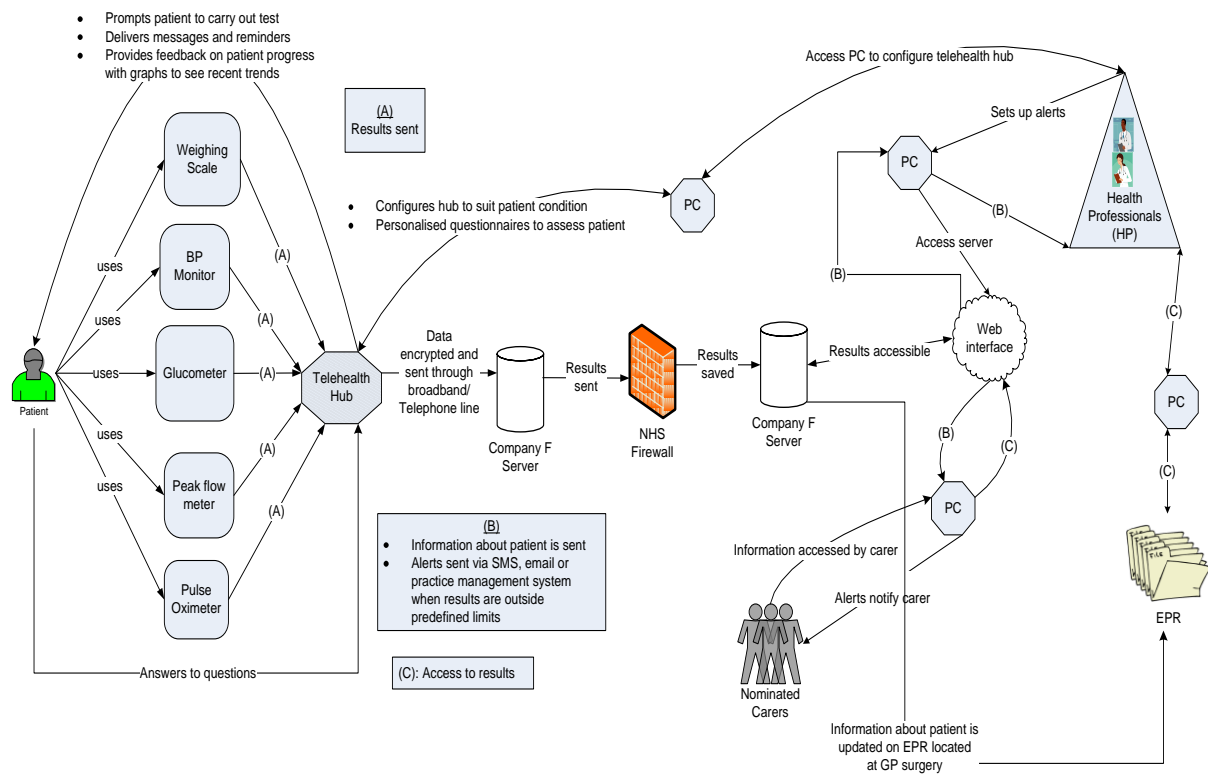 • Prompts patient to carry out test
• Delivers messages and reminders
• Provides feedback on patient progress
with graphs to see recent trends
(A)
Results sent
Access PC to configure telehealth hub
Sets up alerts
PC
(B)
Health
Professionals
(HP)
Access server
(B)
Weighing
Scale
• Configures hub to suit patient condition
• Personalised questionnaires to assess patient
PC
uses
(A)
BP
Monitor
uses
(A)
Glucometer
uses
(A)
Patient
Telehealth
Hub
Data
encrypted and
sent through
broadband/
Telephone line
Company F
Server
Results
sent
NHS
Firewall
Results
saved
Company F
Server
Results accessible
Web
interface
(C)
PC
(C)
(B)
(C)
PC
uses
Peak flow
meter
(A)
uses
Pulse
Oximeter
(A)
(B)
• Information about patient is sent
• Alerts sent via SMS, email or
practice management system
when results are outside
predefined limits
Information accessed by carer
Alerts notify carer
File
File
File
File
File
EPR
Answers to questions
(C): Access to results
Nominated
Carers
Information about patient is
updated on EPR located
at GP surgery